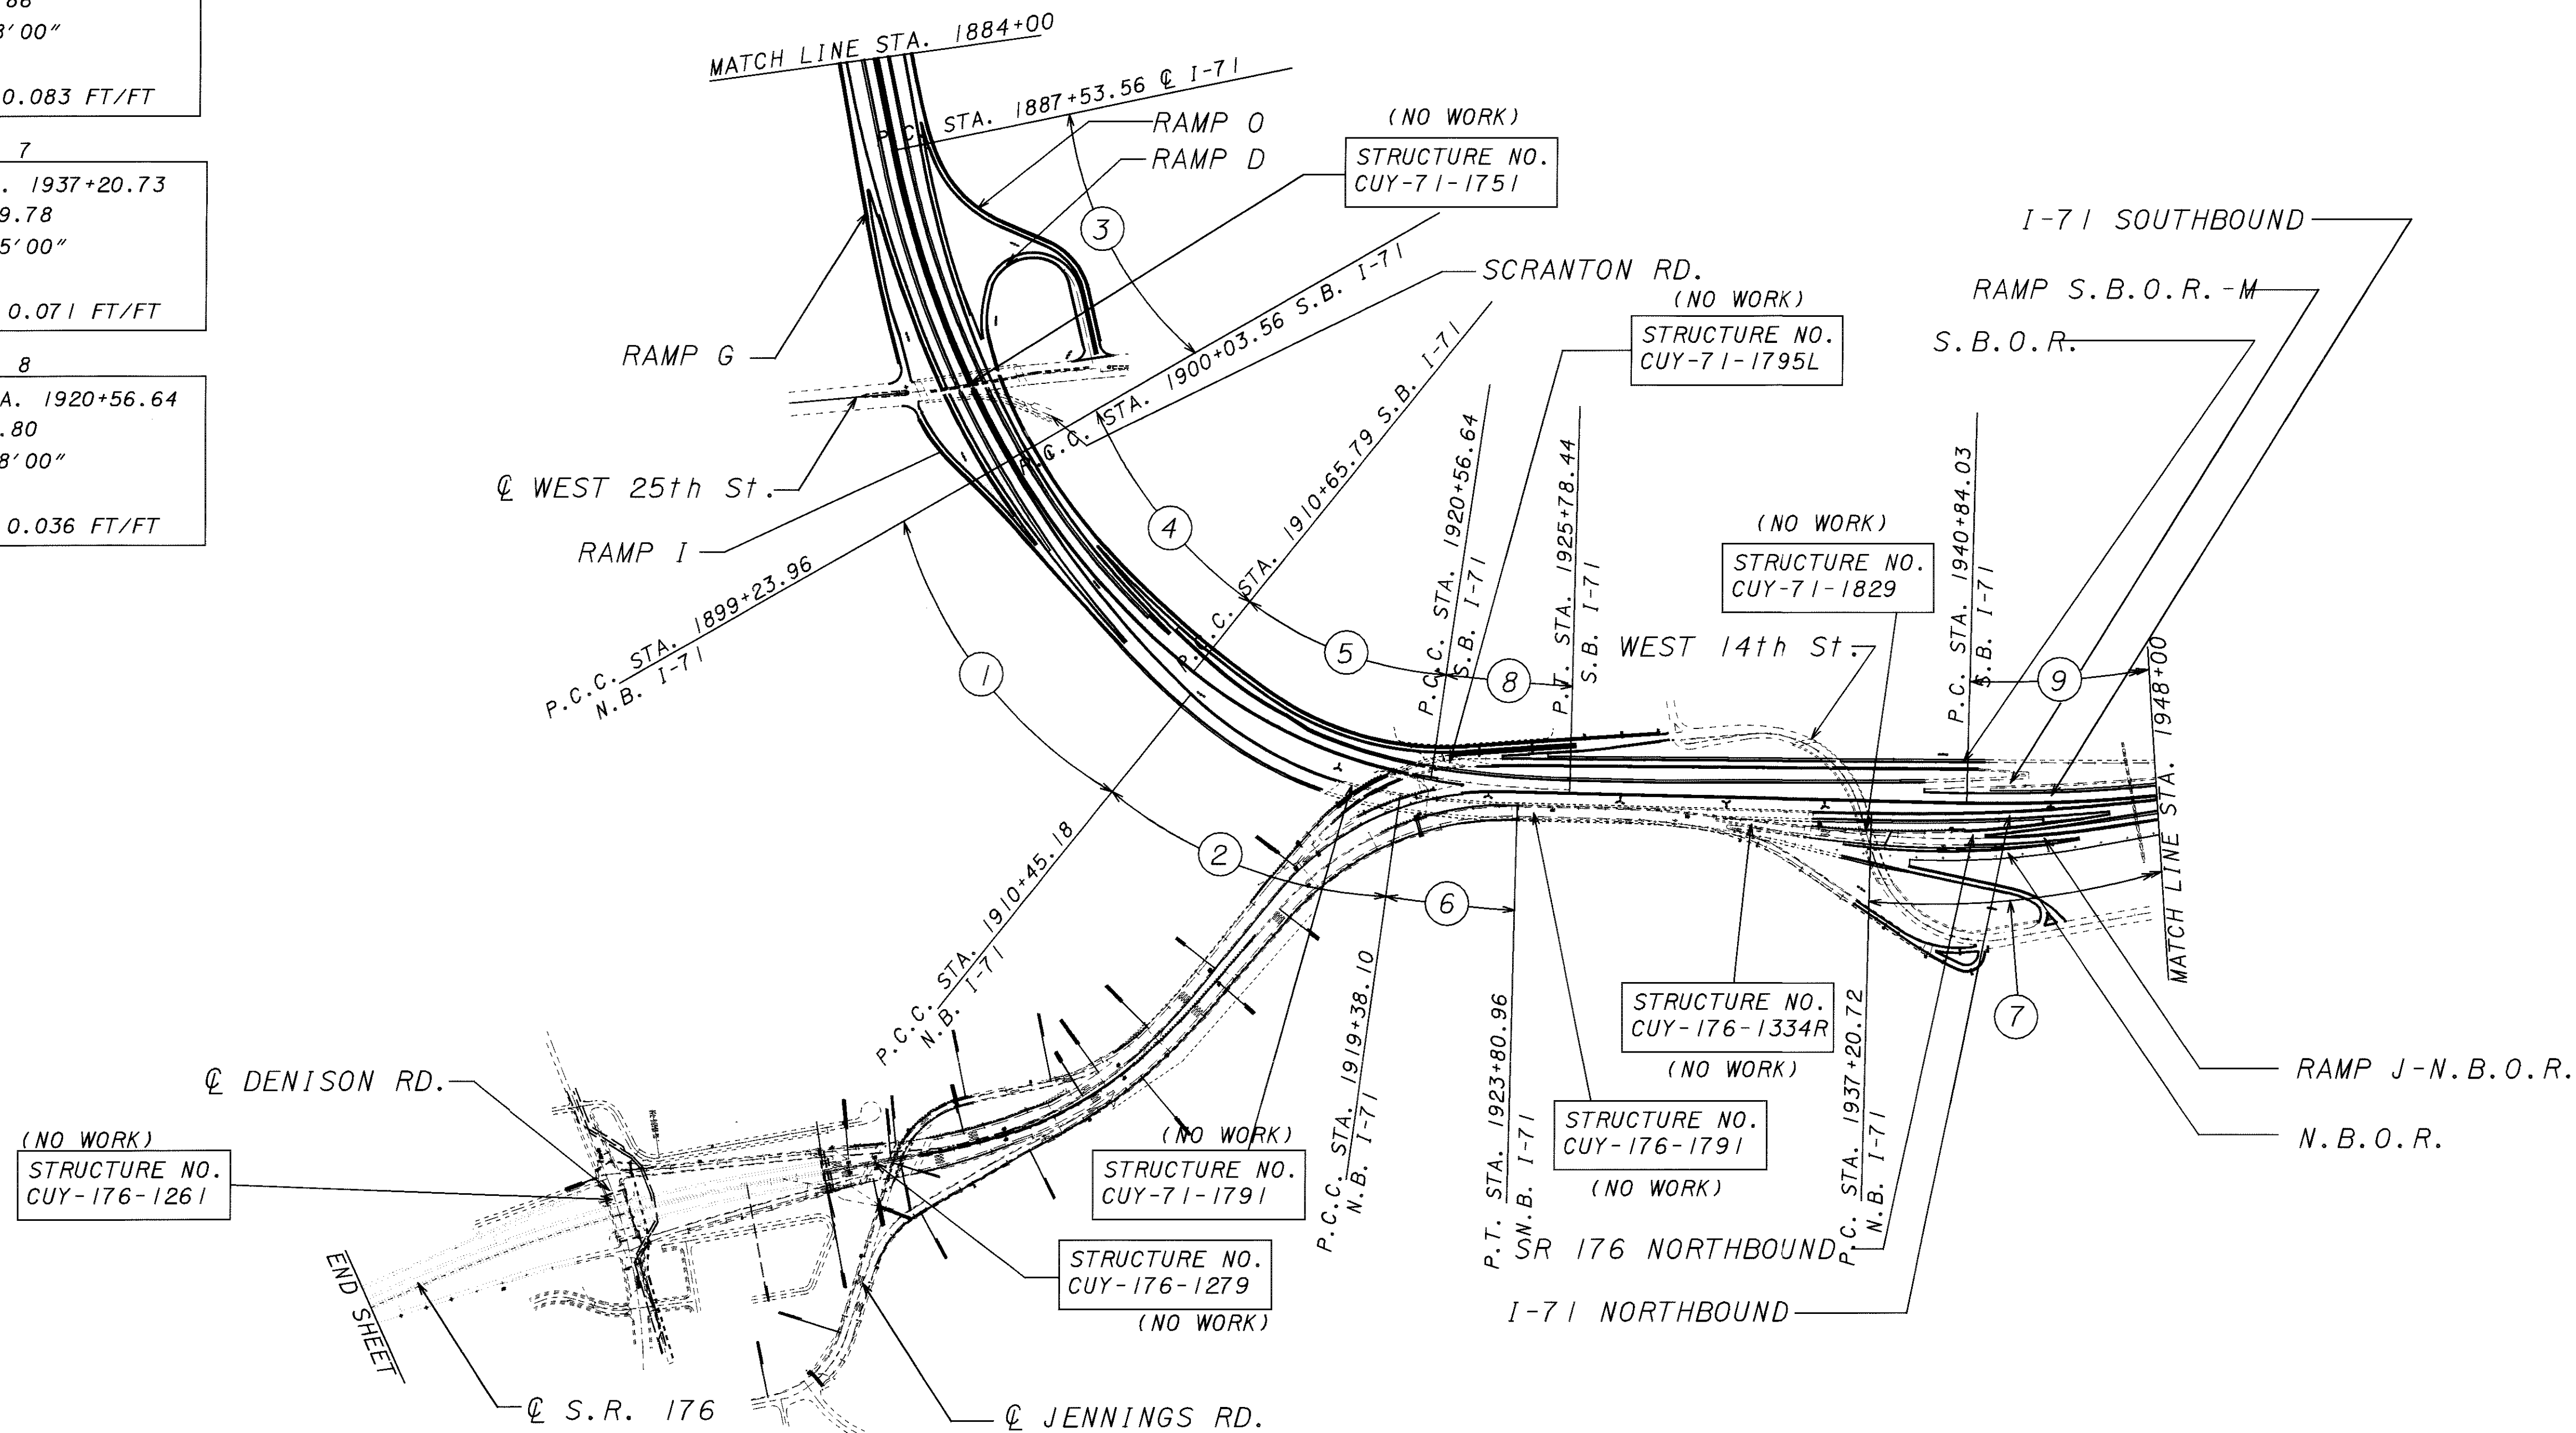 86
8'00"
0.083 FT/FT
7
. 1937+20.73
9.78
5'00"
0.071 FT/FT
8
A. 1920+56.64
.80
8'00"
0.036 FT/FT
MATCH LINE STA. 1884+00
P.C. STA. 1887+53.56 ℄ I-71
RAMP O
RAMP D
(NO WORK)
STRUCTURE NO.
CUY-71-1751
3
I-71 SOUTHBOUND
RAMP S.B.O.R.-M
S.B.O.R.
SCRANTON RD.
P.C.C. STA. 1900+03.56 S.B. I-71
(NO WORK)
STRUCTURE NO.
CUY-71-1795L
RAMP G
℄ WEST 25th St.
RAMP I
4
P.C.C. STA. 1910+65.79 S.B. I-71
P.C.C. STA. 1920+56.64
S.B. I-71
P.T. STA. 1925+78.44
S.B. I-71
(NO WORK)
STRUCTURE NO.
CUY-71-1829
P.C. STA. 1940+84.03
S.B. I-71
P.C.C. STA. 1899+23.96
N.B. I-71
1
5
8
WEST 14th St.
9
MATCH LINE STA. 1948+00
2
6
7
P.C.C. STA. 1910+45.18
N.B. I-71
P.C.C. STA. 1919+38.10
N.B. I-71
P.T. STA. 1923+80.96
N.B. I-71
STRUCTURE NO.
CUY-176-1334R
(NO WORK)
P.C. STA. 1937+20.72
N.B. I-71
RAMP J-N.B.O.R.
N.B.O.R.
℄ DENISON RD.
(NO WORK)
STRUCTURE NO.
CUY-176-1261
(NO WORK)
STRUCTURE NO.
CUY-71-1791
STRUCTURE NO.
CUY-176-1791
(NO WORK)
SR 176 NORTHBOUND
I-71 NORTHBOUND
STRUCTURE NO.
CUY-176-1279
(NO WORK)
END SHEET
℄ S.R. 176
℄ JENNINGS RD.